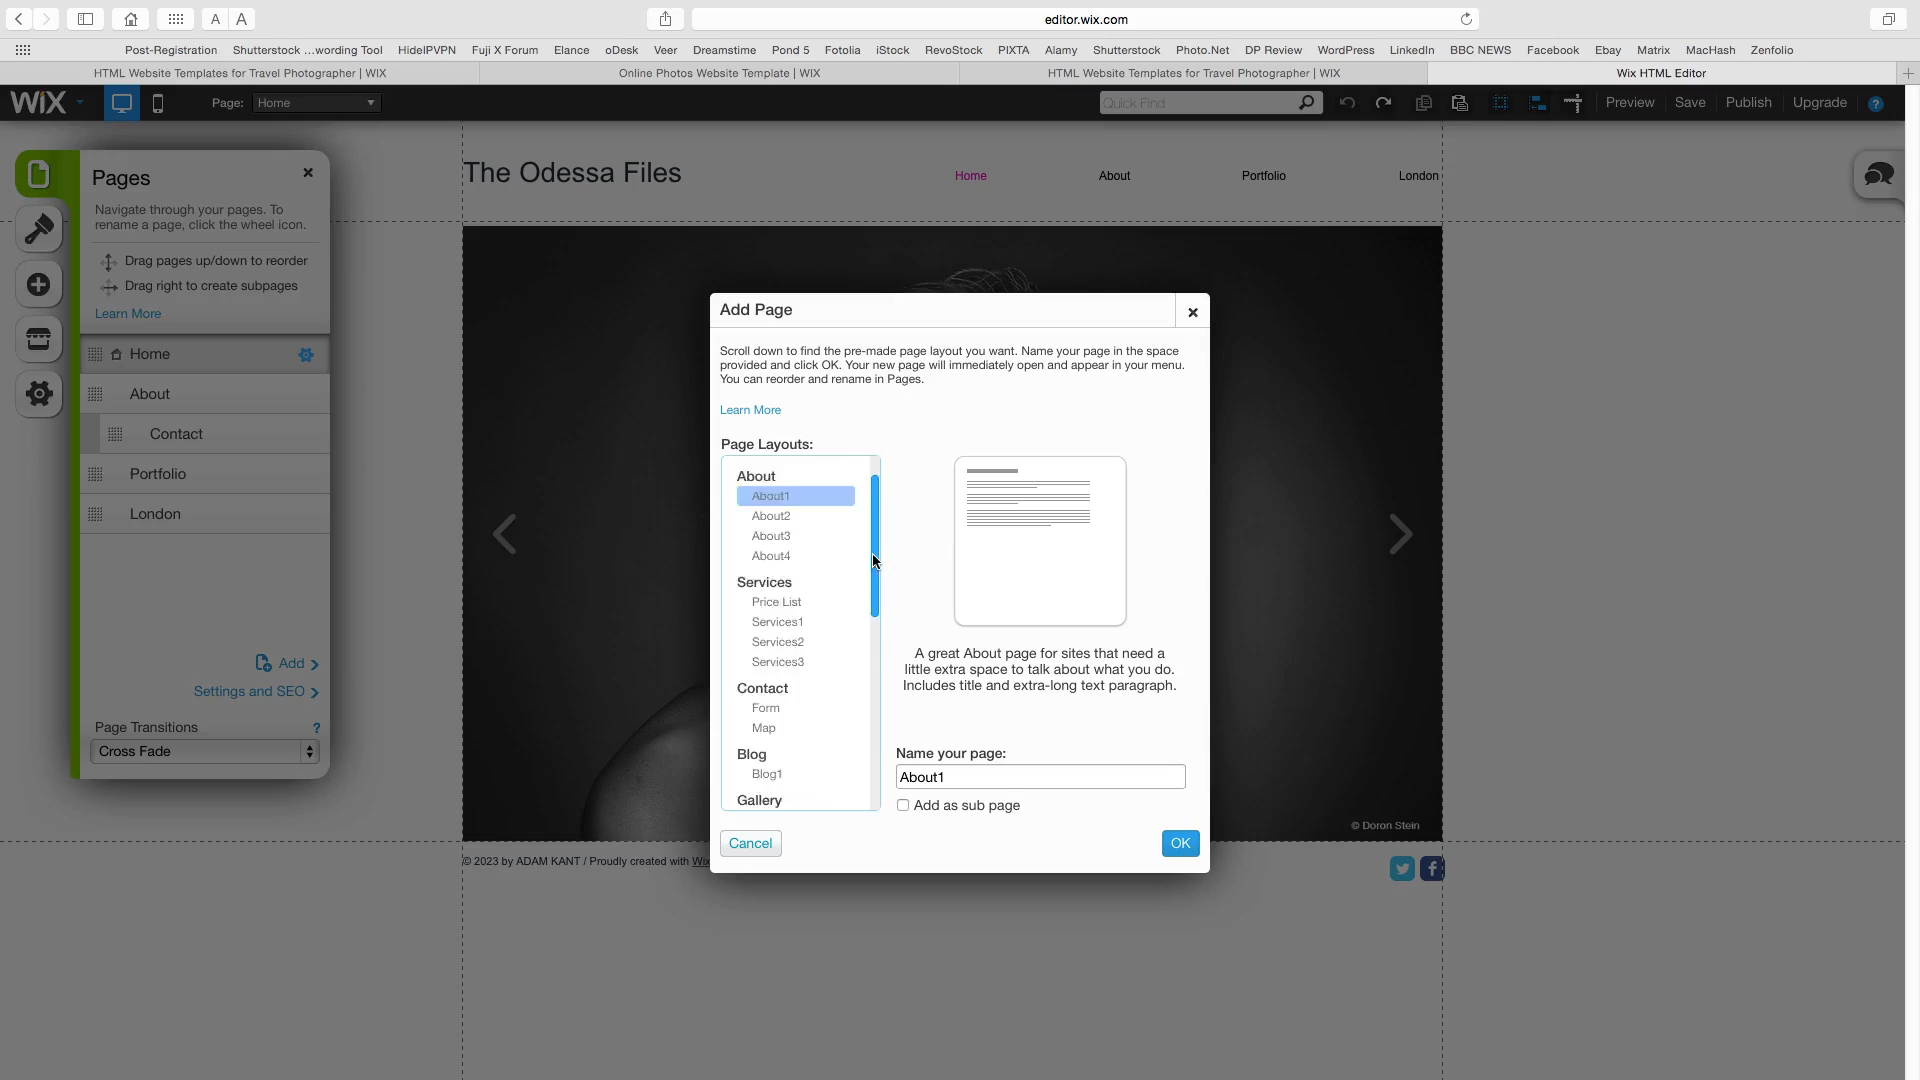 A A
editor.wix.com
Post-Registration Shutterstock ...wording Tool HideIPVPN Fuji X Forum Elance oDesk Veer Dreamstime Pond 5 Fotolia iStock RevoStock PIXTA Alamy Shutterstock Photo.Net DP Review WordPress LinkedIn BBC NEWS Facebook Ebay Matrix MacHash Zenfolio
HTML Website Templates for Travel Photographer | WIX
Online Photos Website Template | WIX
HTML Website Templates for Travel Photographer | WIX
Wix HTML Editor
WiX
Page: Home
Quick Find
Preview Save Publish Upgrade ?
Pages
Navigate through your pages. To
rename a page, click the wheel icon.
Drag pages up/down to reorder
Drag right to create subpages
Learn More
Home
About
Contact
Portfolio
London
Add
Settings and SEO
Page Transitions ?
Cross Fade
The Odessa Files
Home About Portfolio London
Add Page
Scroll down to find the pre-made page layout you want. Name your page in the space
provided and click OK. Your new page will immediately open and appear in your menu.
You can reorder and rename in Pages.
Learn More
Page Layouts:
About
About1
About2
About3
About4
Services
Price List
Services1
Services2
Services3
Contact
Form
Map
Blog
Blog1
Gallery
A great About page for sites that need a
little extra space to talk about what you do.
Includes title and extra-long text paragraph.
Name your page:
About1
Add as sub page
Cancel
OK
© Doron Stein
© 2023 by ADAM KANT / Proudly created with Wix